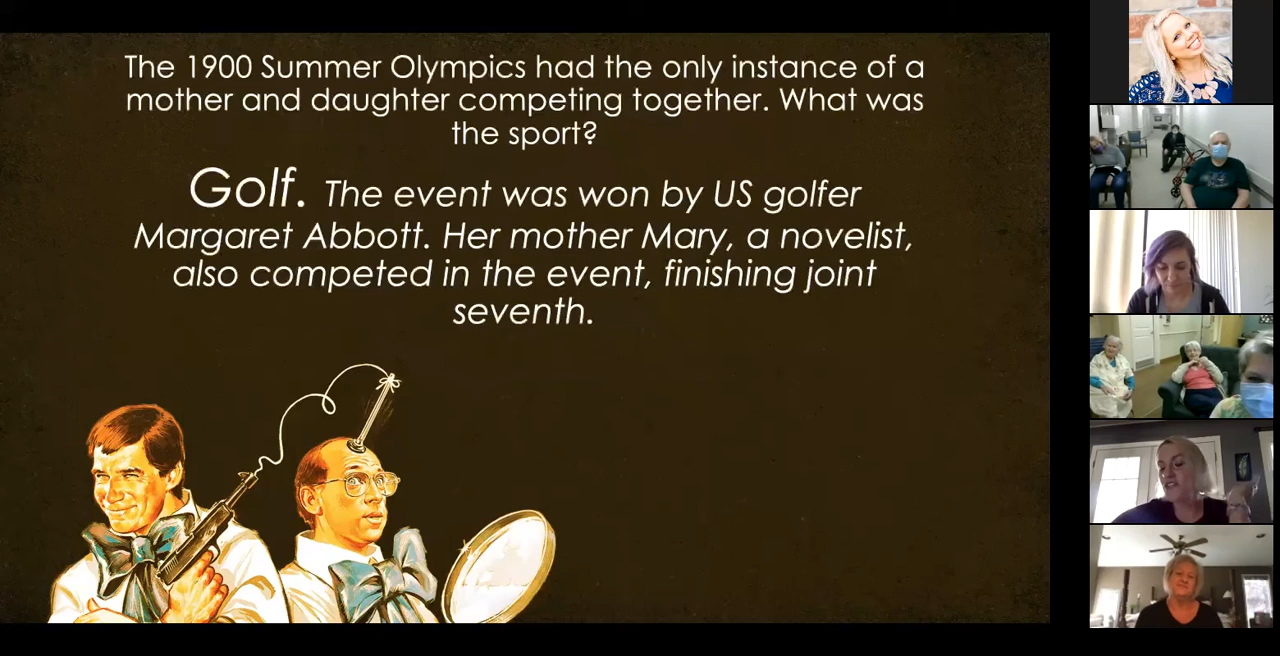 The 1900 Summer Olympics had the only instance of a
mother and daughter competing together. What was
the sport?
Golf. The event was won by US golfer
Margaret Abbott. Her mother Mary, a novelist,
also competed in the event, finishing joint
seventh.